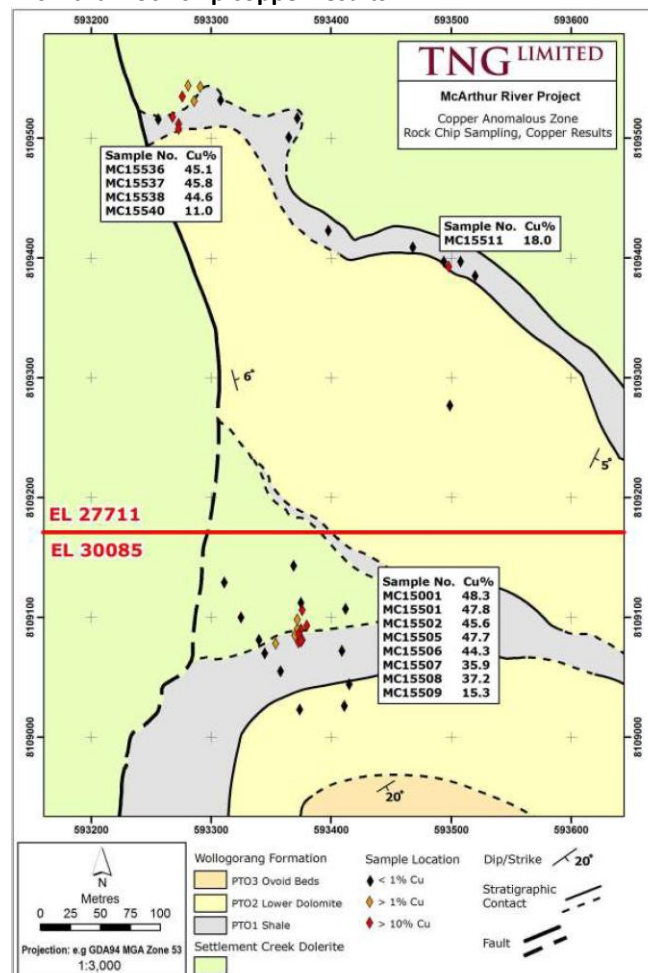 TNG LIMITED
McArthur River Project
Copper Anomalous Zone
Rock Chip Sampling, Copper Results
593200 593300 593400 593500 593600
8109500
8109500
Sample No. Cu%
MC15536 45.1
MC15537 45.8
MC15538 44.6
MC15540 11.0
Sample No. Cu%
MC15511 18.0
8109400
8109400
8109300
8109300
6°
5°
8109200
8109200
EL 27711
EL 30085
Sample No. Cu%
MC15001 48.3
MC15501 47.8
MC15502 45.6
MC15505 47.7
MC15506 44.3
MC15507 35.9
MC15508 37.2
MC15509 15.3
8109100
8109100
8109000
8109000
20°
593200 593300 593400 593500 593600
N
Metres
0 25 50 75 100
Projection: e.g GDA94 MGA Zone 53
1:3,000
Wollogorang Formation
PTO3 Ovoid Beds
PTO2 Lower Dolomite
PTO1 Shale
Settlement Creek Dolerite
Sample Location
< 1% Cu
> 1% Cu
> 10% Cu
Dip/Strike 20°
Stratigraphic
Contact
Fault